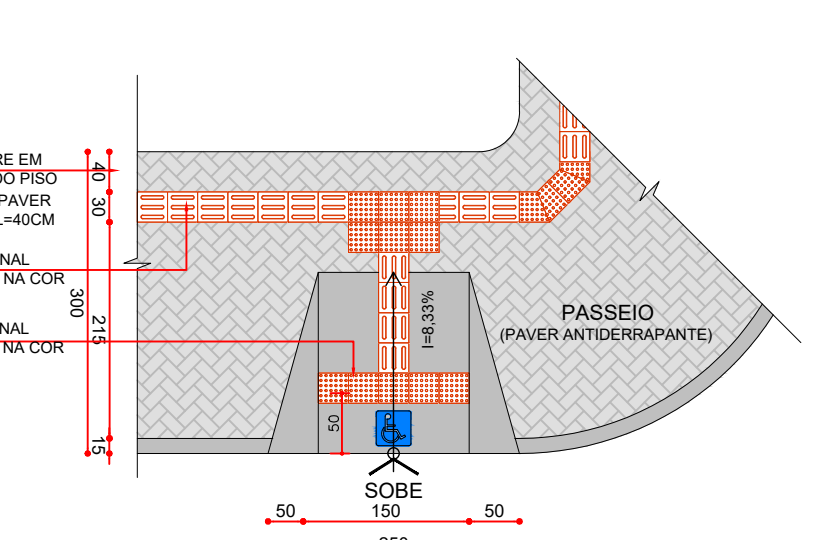 RE EM
DO PISO
PAVER
L=40CM
NAL
NA COR
NAL
NA COR
40
30
300
215
15
I=8,33%
PASSEIO
(PAVER ANTIDERRAPANTE)
50
SOBE
50 150 50